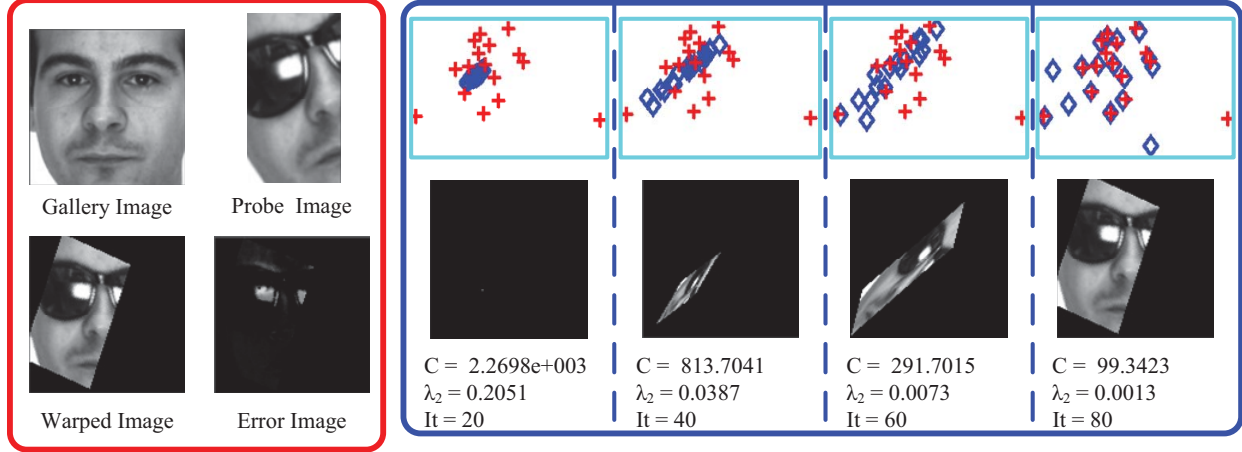 Gallery Image
Probe Image
Warped Image
Error Image
C = 2.2698e+003
λ₂ = 0.2051
It = 20
C = 813.7041
λ₂ = 0.0387
It = 40
C = 291.7015
λ₂ = 0.0073
It = 60
C = 99.3423
λ₂ = 0.0013
It = 80